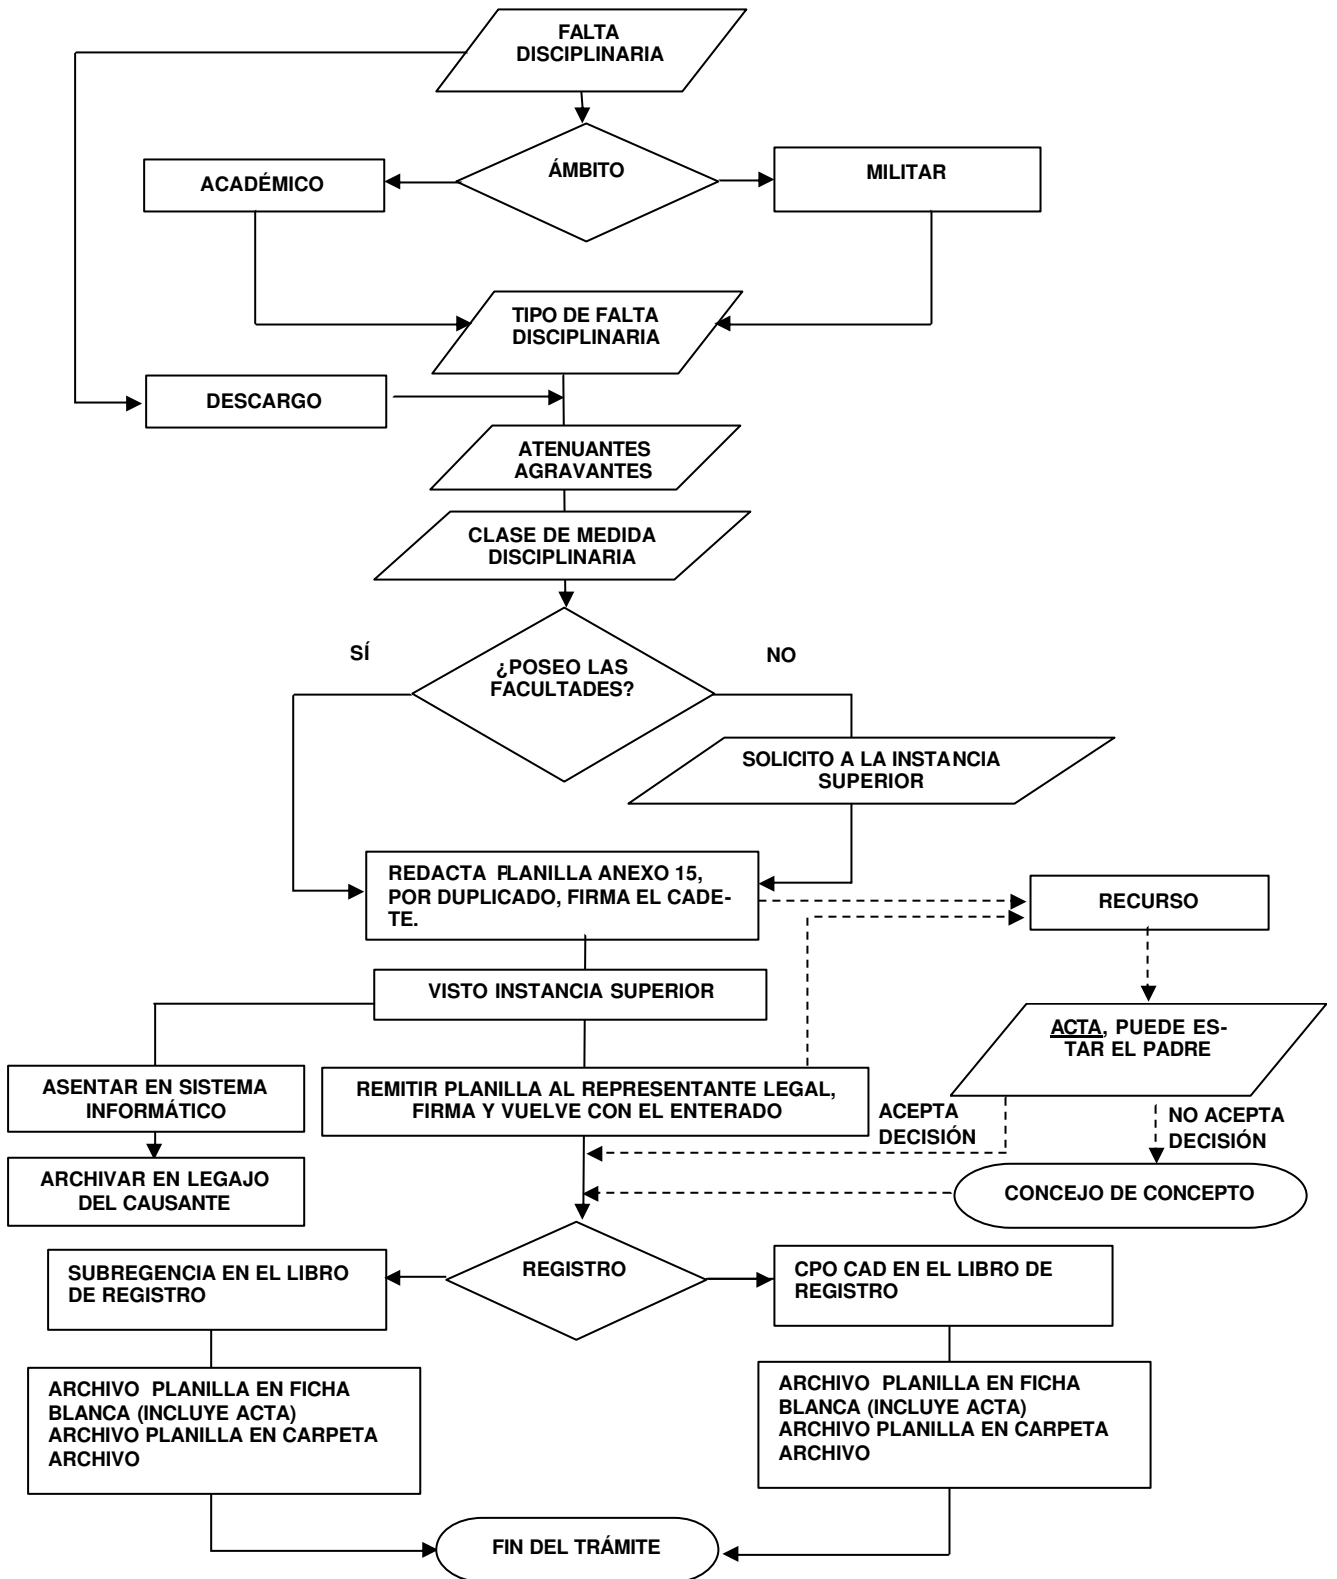 FALTA
DISCIPLINARIA
ÁMBITO
ACADÉMICO
MILITAR
TIPO DE FALTA
DISCIPLINARIA
DESCARGO
ATENUANTES
AGRAVANTES
CLASE DE MEDIDA
DISCIPLINARIA
SÍ
¿POSEO LAS
FACULTADES?
NO
SOLICITO A LA INSTANCIA
SUPERIOR
REDACTA PLANILLA ANEXO 15,
POR DUPLICADO, FIRMA EL CADE-
TE.
RECURSO
VISTO INSTANCIA SUPERIOR
ACTA, PUEDE ES-
TAR EL PADRE
ASENTAR EN SISTEMA
INFORMÁTICO
REMITIR PLANILLA AL REPRESENTANTE LEGAL,
FIRMA Y VUELVE CON EL ENTERADO
ACEPTA
DECISIÓN
NO ACEPTA
DECISIÓN
ARCHIVAR EN LEGAJO
DEL CAUSANTE
CONCEJO DE CONCEPTO
REGISTRO
SUBREGENCIA EN EL LIBRO
DE REGISTRO
CPO CAD EN EL LIBRO DE
REGISTRO
ARCHIVO PLANILLA EN FICHA
BLANCA (INCLUYE ACTA)
ARCHIVO PLANILLA EN CARPETA
ARCHIVO
ARCHIVO PLANILLA EN FICHA
BLANCA (INCLUYE ACTA)
ARCHIVO PLANILLA EN CARPETA
ARCHIVO
FIN DEL TRÁMITE